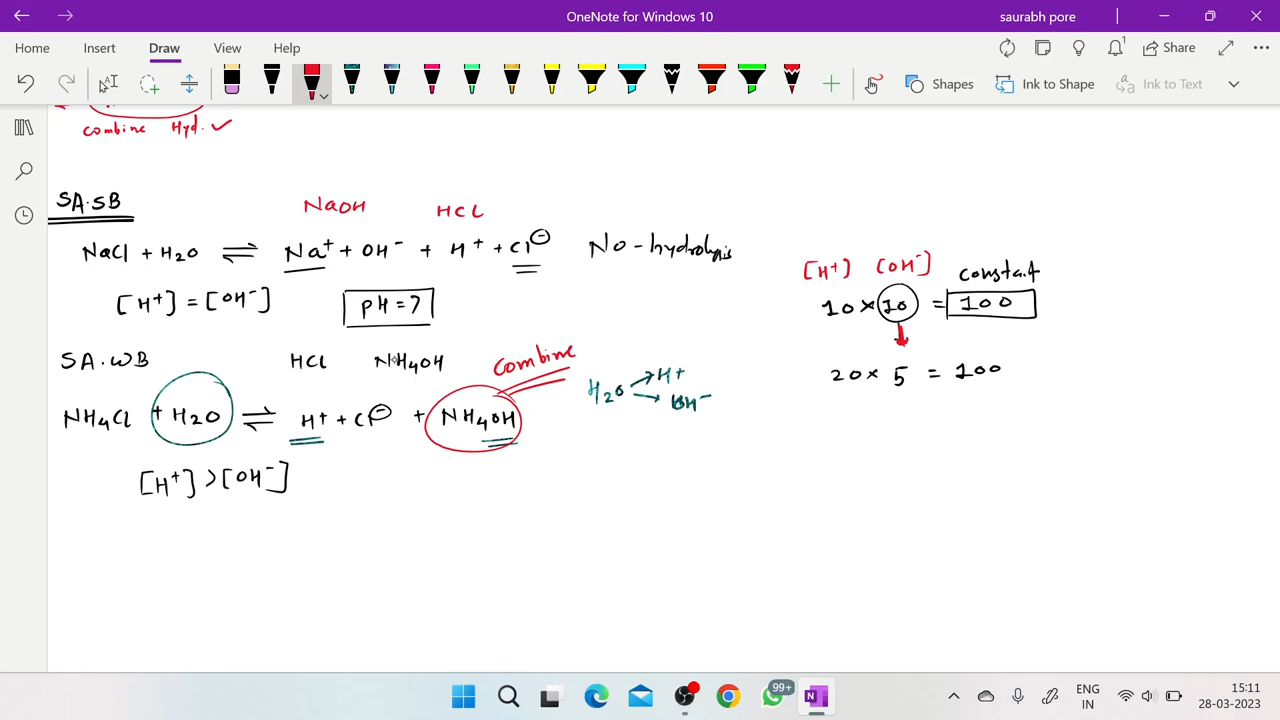 OneNote for Windows 10
saurabh pore
Home Insert Draw View Help
Share
Shapes
Ink to Shape
Ink to Text
combine Hyd. ✓
SA.SB
NaOH HCL
NaCl + H2O ⇌ Na+ + OH- + H+ + Cl⊖ No-hydrolysis
[H+] = [OH-] pH = 7
[H+] [OH-] constant
10 × 10 = 100
20 × 5 = 100
SA.WB HCL NH4OH combine
NH4Cl + H2O ⇌ H+ + Cl⊖ + NH4OH
H2O → H+
→ OH-
[H+] > [OH-]
99+
ENG
IN
15:11
28-03-2023